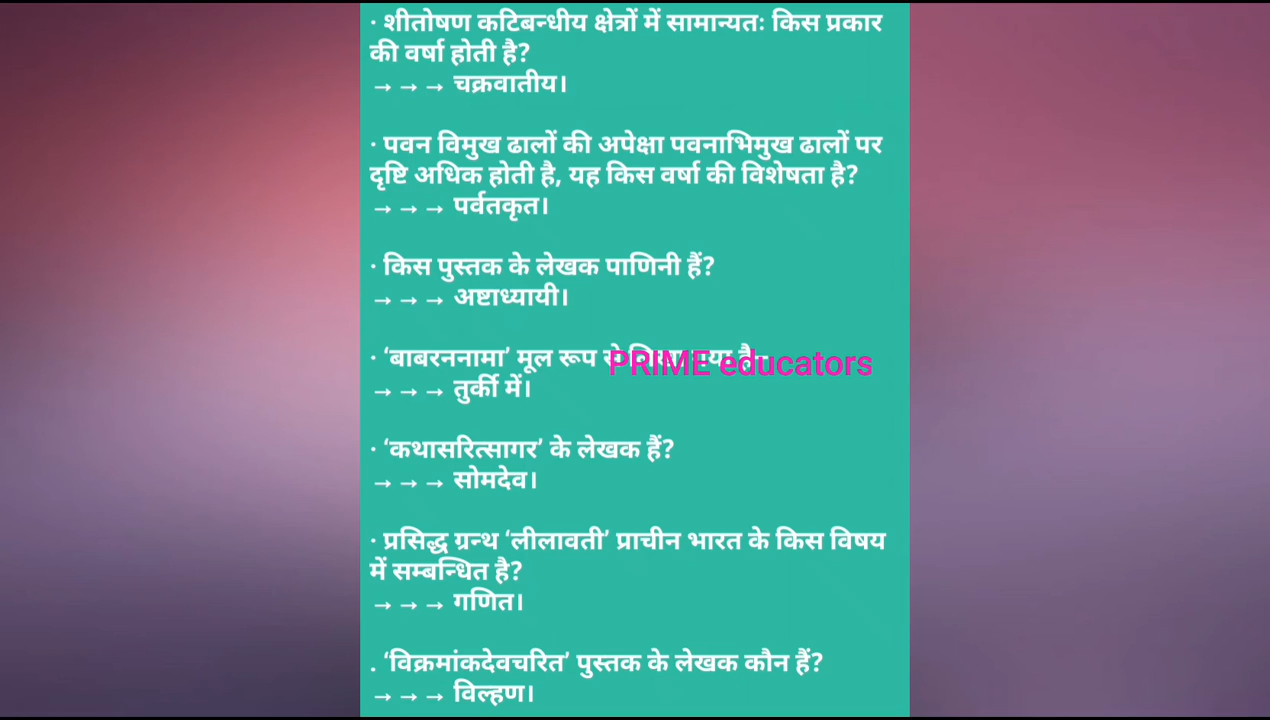 · शीतोषण कटिबन्धीय क्षेत्रों में सामान्यतः किस प्रकार
की वर्षा होती है?
→ → → चक्रवातीय।
· पवन विमुख ढालों की अपेक्षा पवनाभिमुख ढालों पर
दृष्टि अधिक होती है, यह किस वर्षा की विशेषता है?
→ → → पर्वतकृत।
· किस पुस्तक के लेखक पाणिनी हैं?
→ → → अष्टाध्यायी।
· ‘बाबरननामा’ मूल रूप से है–
PRIME educators
→ → → तुर्की में।
· ‘कथासरित्सागर’ के लेखक हैं?
→ → → सोमदेव।
· प्रसिद्ध ग्रन्थ ‘लीलावती’ प्राचीन भारत के किस विषय
में सम्बन्धित है?
→ → → गणित।
. ‘विक्रमांकदेवचरित’ पुस्तक के लेखक कौन हैं?
→ → → विल्हण।